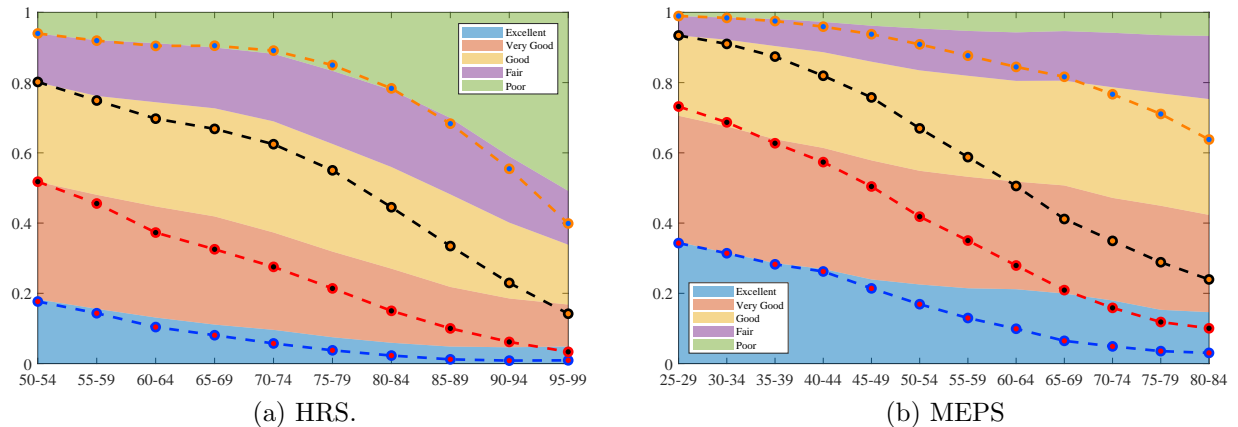 1
0.8
0.6
0.4
0.2
0
50-54 55-59 60-64 65-69 70-74 75-79 80-84 85-89 90-94 95-99
Excellent
Very Good
Good
Fair
Poor
(a) HRS.
1
0.8
0.6
0.4
0.2
0
25-29 30-34 35-39 40-44 45-49 50-54 55-59 60-64 65-69 70-74 75-79 80-84
Excellent
Very Good
Good
Fair
Poor
(b) MEPS